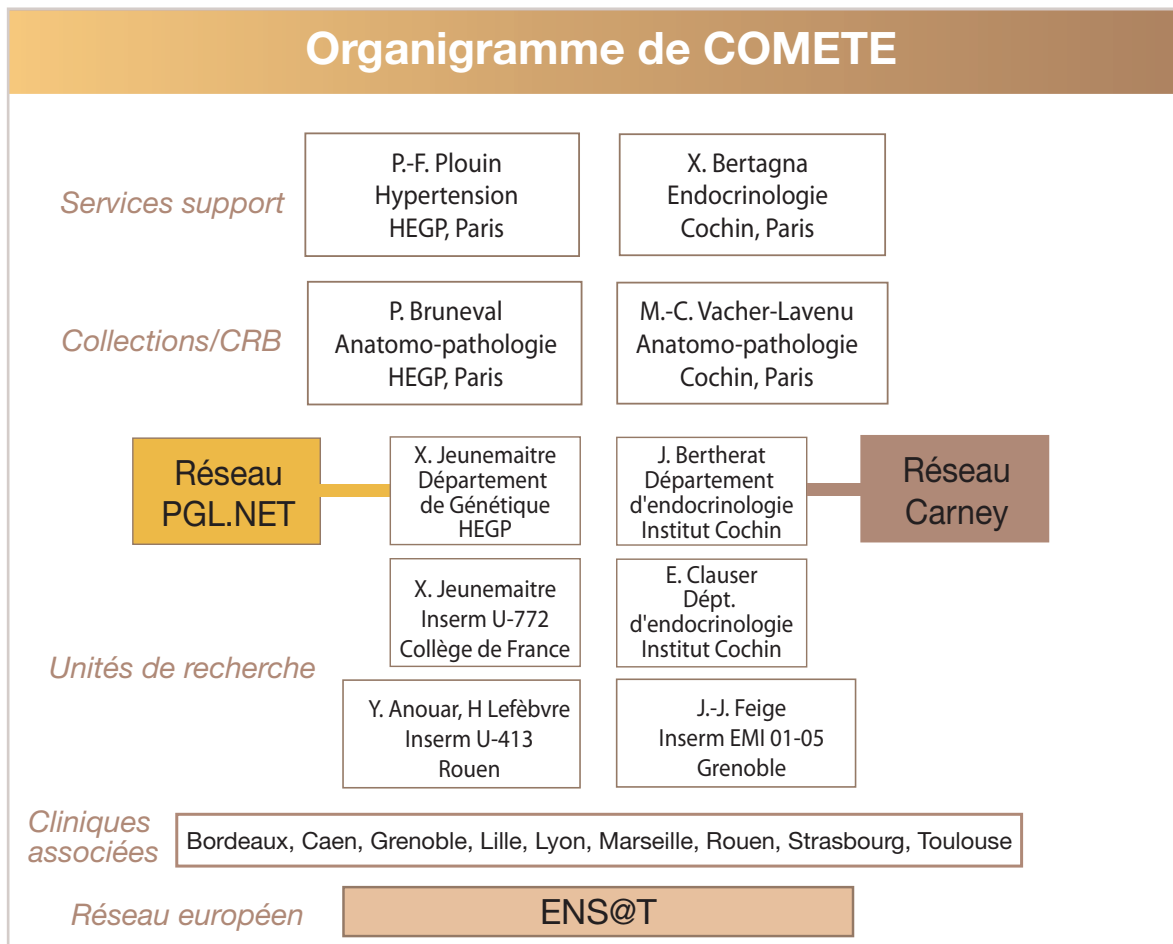 Organigramme de COMETE
Services support
P.-F. Plouin
Hypertension
HEGP, Paris
X. Bertagna
Endocrinologie
Cochin, Paris
Collections/CRB
P. Bruneval
Anatomo-pathologie
HEGP, Paris
M.-C. Vacher-Lavenu
Anatomo-pathologie
Cochin, Paris
Réseau
PGL.NET
X. Jeunemaitre
Département
de Génétique
HEGP
J. Bertherat
Département
d'endocrinologie
Institut Cochin
Réseau
Carney
Unités de recherche
X. Jeunemaitre
Inserm U-772
Collège de France
E. Clauser
Dépt.
d'endocrinologie
Institut Cochin
Y. Anouar, H Lefèbvre
Inserm U-413
Rouen
J.-J. Feige
Inserm EMI 01-05
Grenoble
Cliniques
associées
Bordeaux, Caen, Grenoble, Lille, Lyon, Marseille, Rouen, Strasbourg, Toulouse
Réseau européen
ENS@T